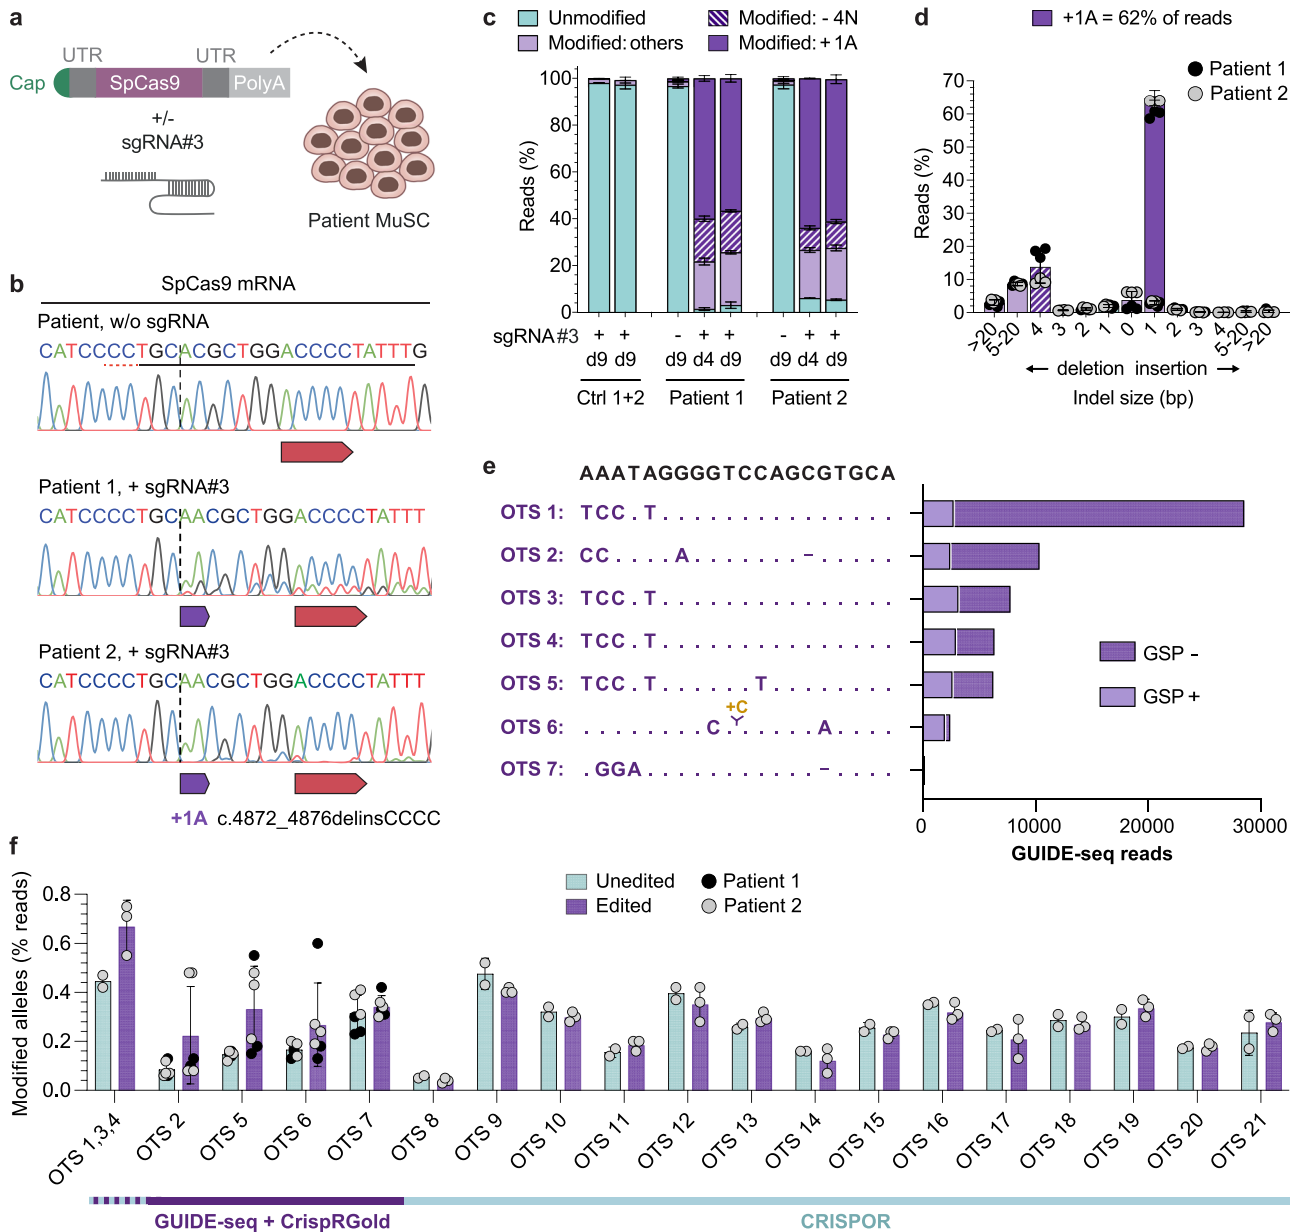 a
UTR UTR
Cap SpCas9 PolyA
+/-
sgRNA#3
Patient MuSC
b
SpCas9 mRNA
Patient, w/o sgRNA
CATCCCCTGCACGCTGGACCCCTATTTG
Patient 1, + sgRNA#3
CATCCCCTGCAACGCTGGACCCCTATTT
Patient 2, + sgRNA#3
CATCCCCTGCAACGCTGGACCCCTATTT
+1A c.4872_4876delinsCCCC
c
Unmodified Modified: - 4N
Modified: others Modified: +1A
Reads (%)
100
80
60
40
20
0
sgRNA#3 + + - + + - + +
d9 d9 d9 d4 d9 d9 d4 d9
Ctrl 1+2 Patient 1 Patient 2
d
+1A = 62% of reads
Patient 1
Patient 2
Reads (%)
70
60
50
40
30
20
10
0
>20 5-20 4 3 2 1 0 1 2 3 4 5-20 >20
deletion insertion
Indel size (bp)
e
AAATAGGGGTCCAGCGTGCA
OTS 1: TCC.T...............
OTS 2: CC....A.......–.....
OTS 3: TCC.T...............
OTS 4: TCC.T...............
OTS 5: TCC.T......T........
+C
OTS 6: ........C......A....
OTS 7: .GGA...........–....
GSP -
GSP +
0 10000 20000 30000
GUIDE-seq reads
f
Unedited Patient 1
Edited Patient 2
Modified alleles (% reads)
0.8
0.6
0.4
0.2
0.0
OTS 1,3,4 OTS 2 OTS 5 OTS 6 OTS 7 OTS 8 OTS 9 OTS 10 OTS 11 OTS 12 OTS 13 OTS 14 OTS 15 OTS 16 OTS 17 OTS 18 OTS 19 OTS 20 OTS 21
GUIDE-seq + CrispRGold CRISPOR